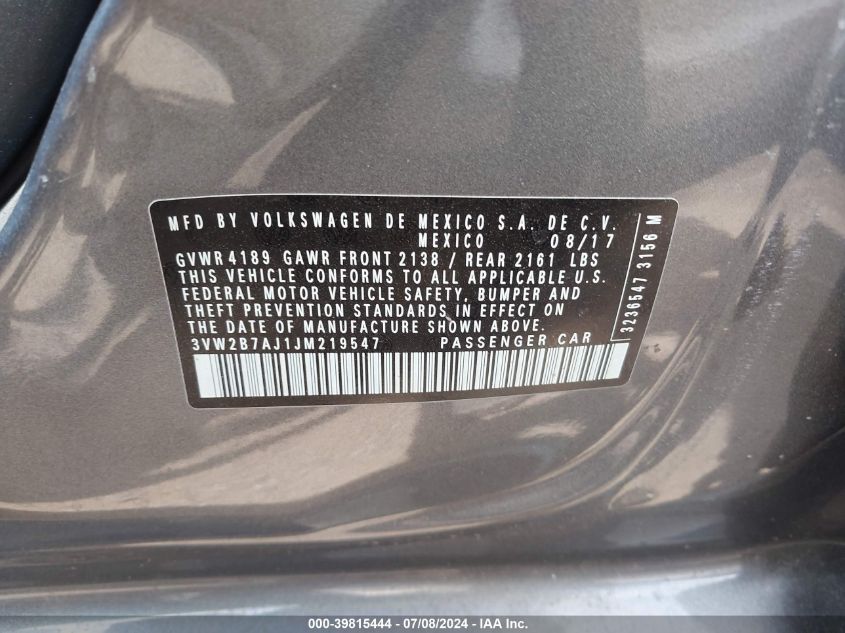 MFD BY VOLKSWAGEN DE MEXICO S.A. DE C.V.
MEXICO 08/17
GVWR 4189 GAWR FRONT 2138 / REAR 2161 LBS
THIS VEHICLE CONFORMS TO ALL APPLICABLE U.S.
FEDERAL MOTOR VEHICLE SAFETY, BUMPER AND
THEFT PREVENTION STANDARDS IN EFFECT ON
THE DATE OF MANUFACTURE SHOWN ABOVE.
3VW2B7AJ1JM219547 PASSENGER CAR
3236547 3156 M
000-39815444 - 07/08/2024 - IAA Inc.